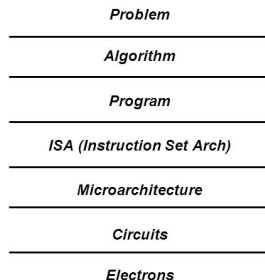 Problem
Algorithm
Program
ISA (Instruction Set Arch)
Microarchitecture
Circuits
Electrons